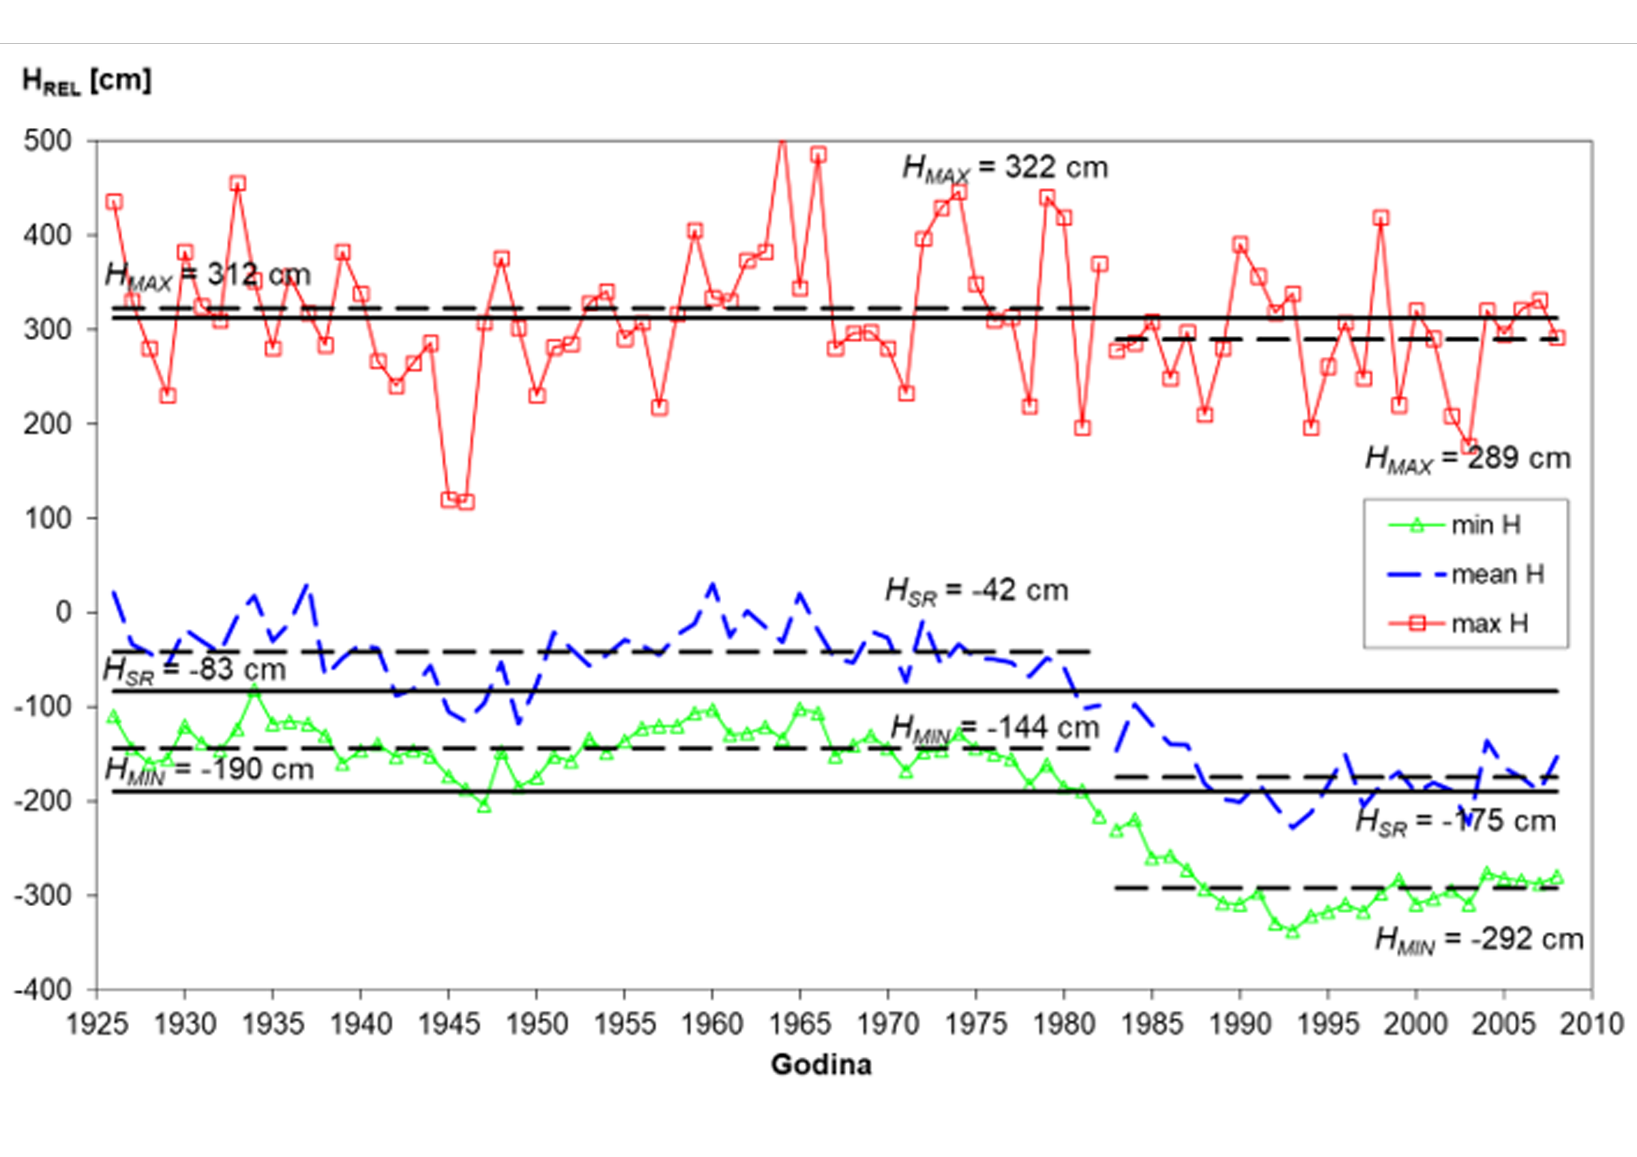 H_REL [cm]
500
H_MAX = 322 cm
400
H_MAX = 312 cm
300
200
H_MAX = 289 cm
100
min H
mean H
max H
0
H_SR = -42 cm
H_SR = -83 cm
-100
H_MIN = -144 cm
H_MIN = -190 cm
-200
H_SR = -175 cm
-300
H_MIN = -292 cm
-400
1925 1930 1935 1940 1945 1950 1955 1960 1965 1970 1975 1980 1985 1990 1995 2000 2005 2010
Godina